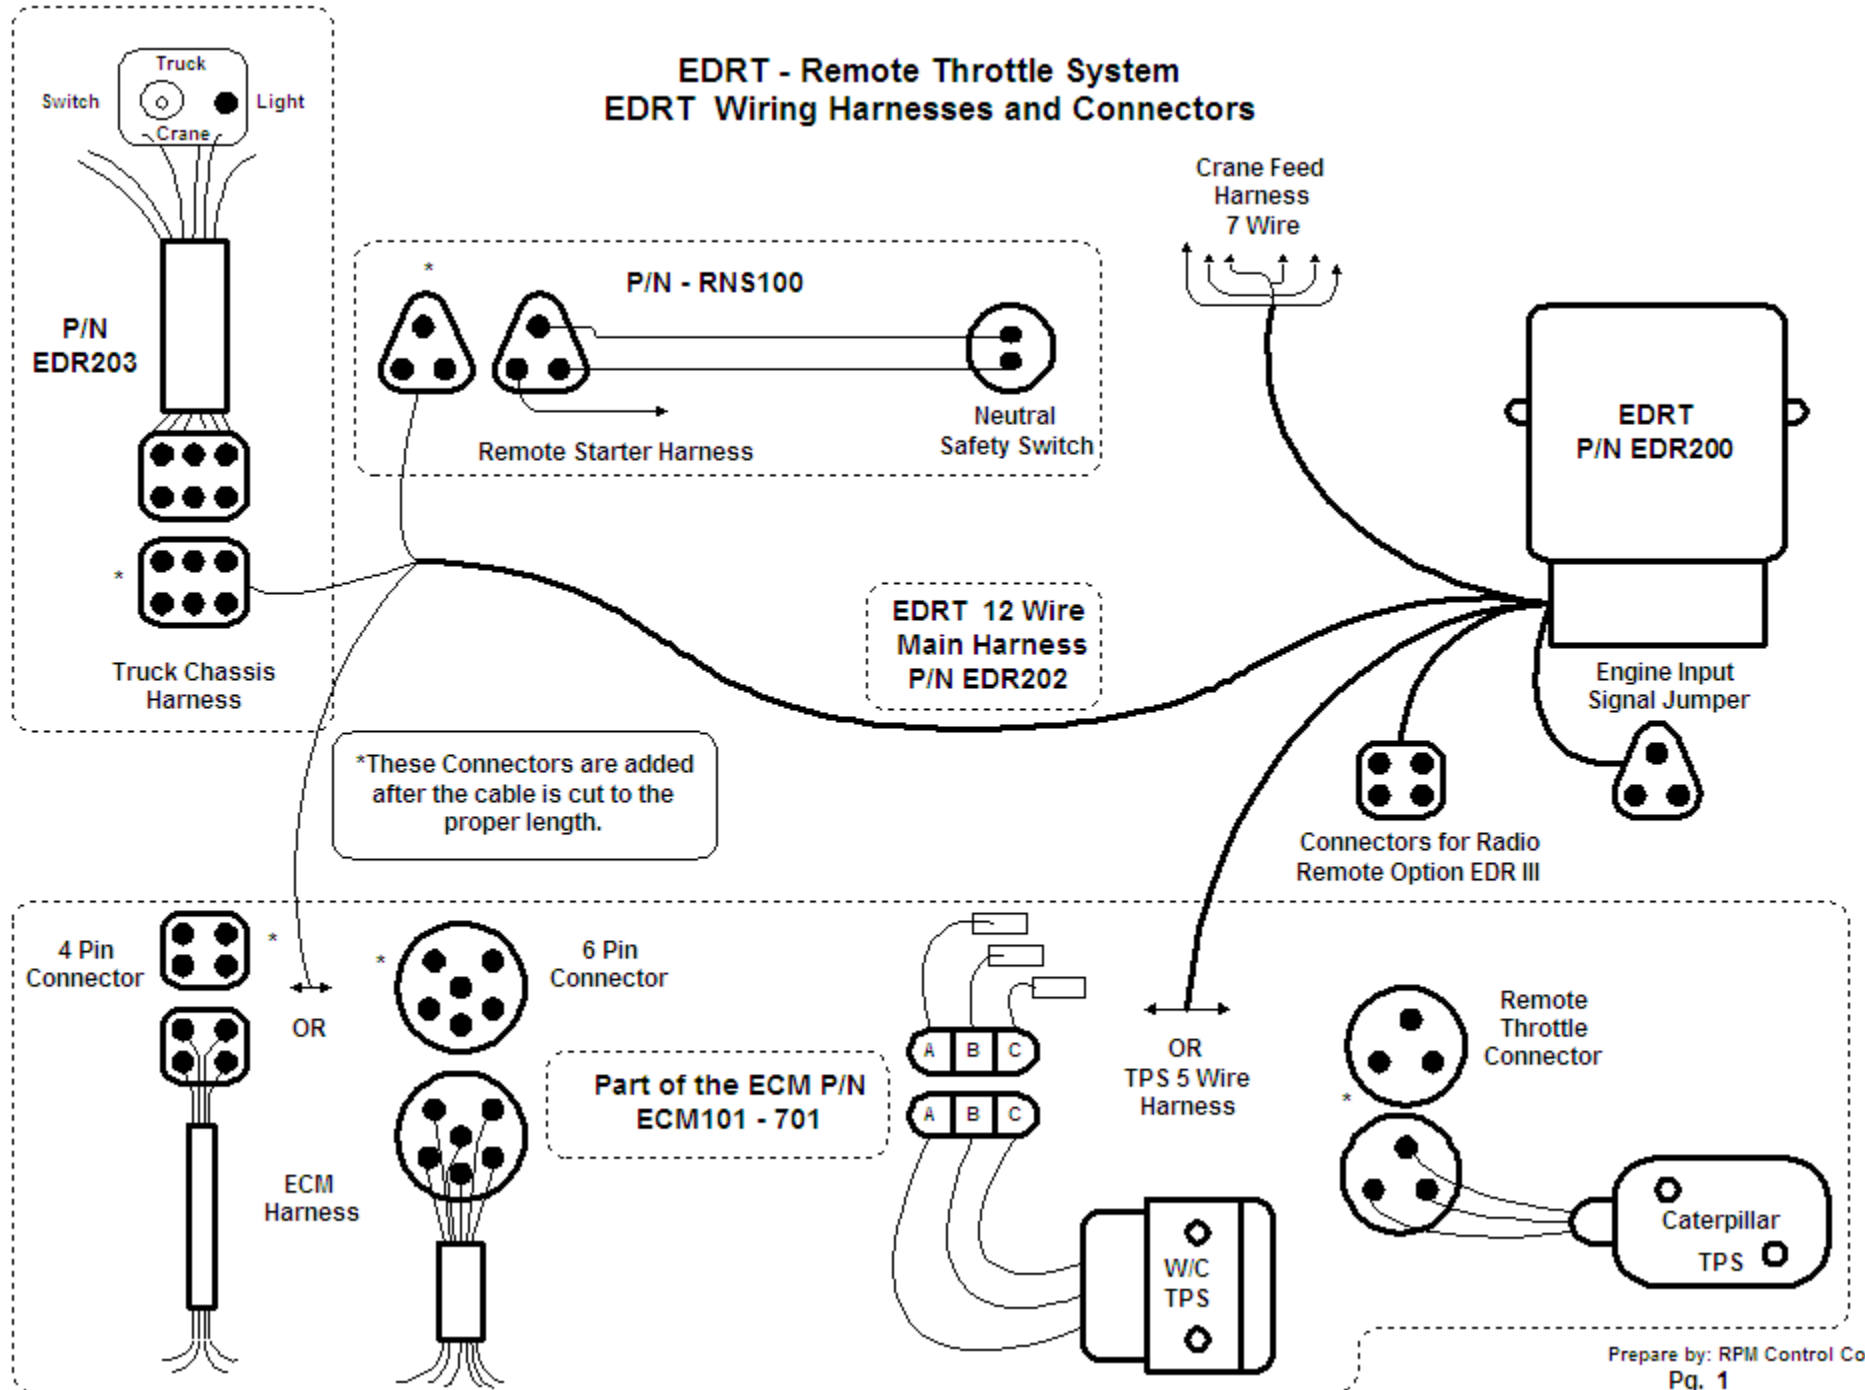 EDRT - Remote Throttle System
EDRT Wiring Harnesses and Connectors
Truck
Switch
Light
Crane
P/N
EDR203
*
Truck Chassis
Harness
*
P/N - RNS100
Remote Starter Harness
Neutral
Safety Switch
Crane Feed
Harness
7 Wire
EDRT
P/N EDR200
EDRT 12 Wire
Main Harness
P/N EDR202
Engine Input
Signal Jumper
Connectors for Radio
Remote Option EDR III
*These Connectors are added
after the cable is cut to the
proper length.
4 Pin
Connector
*
OR
*
6 Pin
Connector
ECM
Harness
Part of the ECM P/N
ECM101 - 701
A B C
A B C
W/C
TPS
OR
TPS 5 Wire
Harness
Remote
Throttle
Connector
*
Caterpillar
TPS
Prepare by: RPM Control Co
Pg. 1